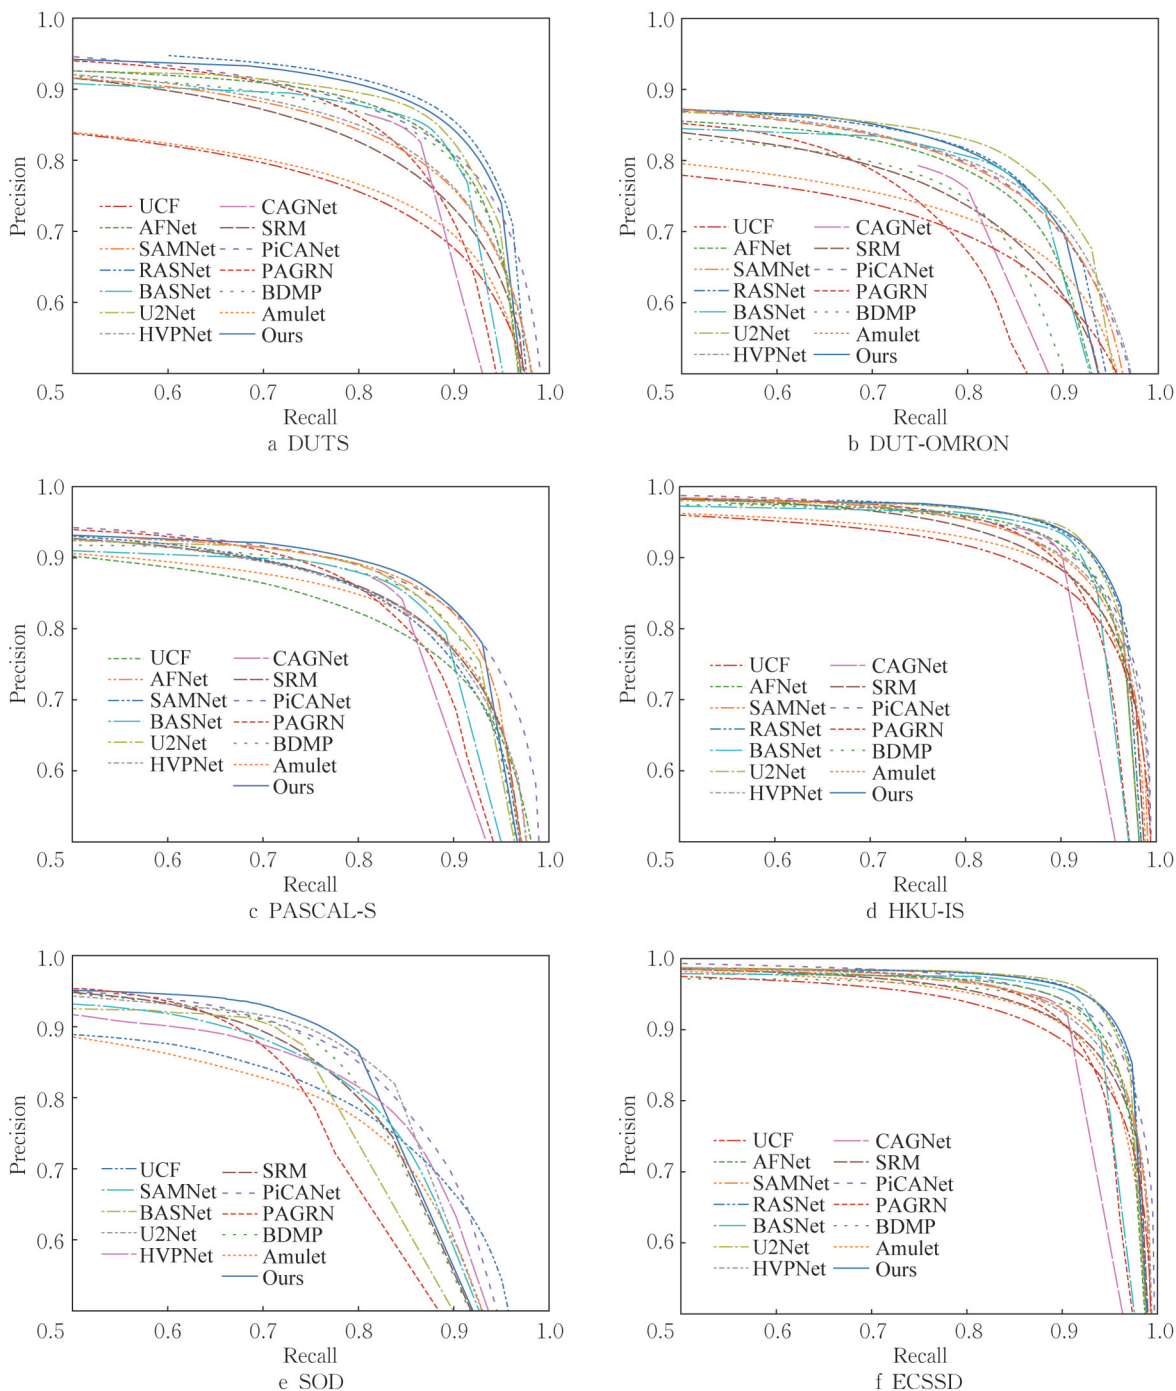 1.0
0.9
0.8
0.7
0.6
Precision
UCF
AFNet
SAMNet
RASNet
BASNet
U2Net
HVPNet
CAGNet
SRM
PiCANet
PAGRN
BDMP
Amulet
Ours
0.5 0.6 0.7 0.8 0.9 1.0
Recall
a DUTS
1.0
0.9
0.8
0.7
0.6
Precision
UCF
AFNet
SAMNet
RASNet
BASNet
U2Net
HVPNet
CAGNet
SRM
PiCANet
PAGRN
BDMP
Amulet
Ours
0.5 0.6 0.7 0.8 0.9 1.0
Recall
b DUT-OMRON
1.0
0.9
0.8
0.7
0.6
Precision
UCF
AFNet
SAMNet
BASNet
U2Net
HVPNet
CAGNet
SRM
PiCANet
PAGRN
BDMP
Amulet
Ours
0.5 0.6 0.7 0.8 0.9 1.0
Recall
c PASCAL-S
1.0
0.9
0.8
0.7
0.6
Precision
UCF
AFNet
SAMNet
RASNet
BASNet
U2Net
HVPNet
CAGNet
SRM
PiCANet
PAGRN
BDMP
Amulet
Ours
0.5 0.6 0.7 0.8 0.9 1.0
Recall
d HKU-IS
1.0
0.9
0.8
0.7
0.6
Precision
UCF
SAMNet
BASNet
U2Net
HVPNet
SRM
PiCANet
PAGRN
BDMP
Amulet
Ours
0.5 0.6 0.7 0.8 0.9 1.0
Recall
e SOD
1.0
0.9
0.8
0.7
0.6
Precision
UCF
AFNet
SAMNet
RASNet
BASNet
U2Net
HVPNet
CAGNet
SRM
PiCANet
PAGRN
BDMP
Amulet
Ours
0.5 0.6 0.7 0.8 0.9 1.0
Recall
f ECSSD